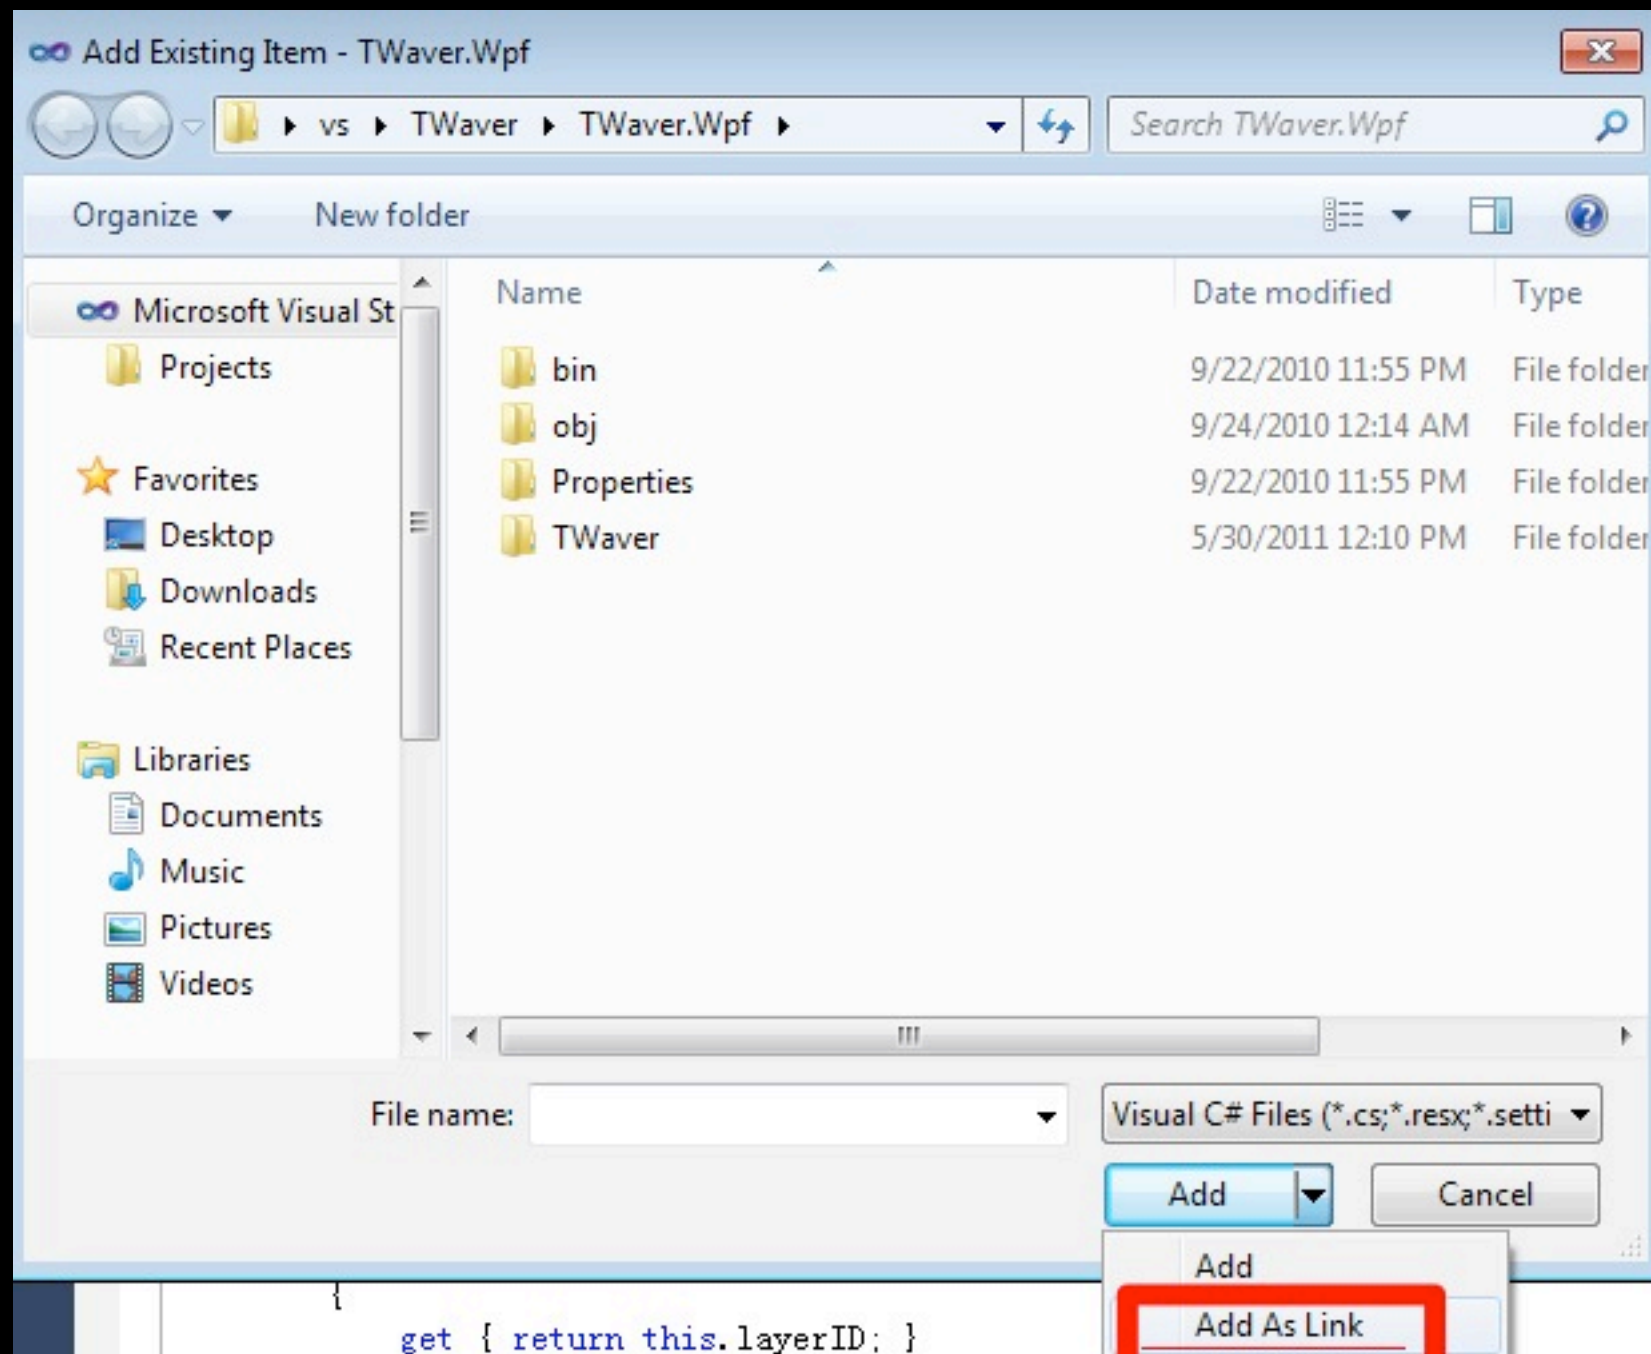 Add Existing Item - TWaver.Wpf
vs TWaver TWaver.Wpf
Search TWaver.Wpf
Organize New folder
Microsoft Visual St
Projects
Favorites
Desktop
Downloads
Recent Places
Libraries
Documents
Music
Pictures
Videos
Name Date modified Type
bin 9/22/2010 11:55 PM File folder
obj 9/24/2010 12:14 AM File folder
Properties 9/22/2010 11:55 PM File folder
TWaver 5/30/2011 12:10 PM File folder
File name: Visual C# Files (*.cs;*.resx;*.setti
Add Cancel
Add
Add As Link
{
get { return this.layerID; }